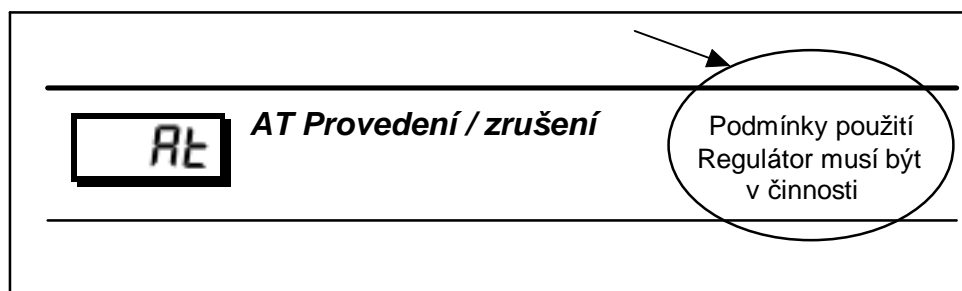 At
AT Provedení / zrušení
Podmínky použití
Regulátor musí být
v činnosti